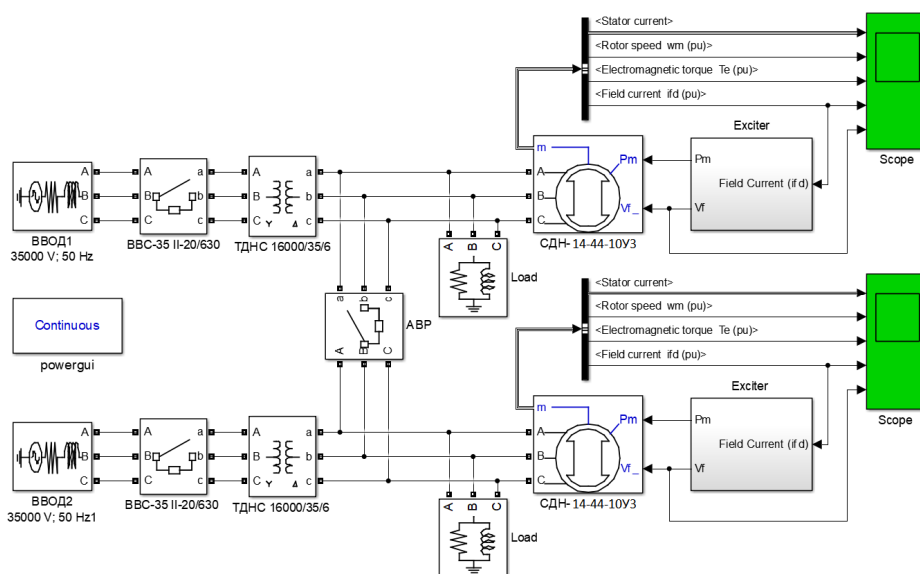 <Stator current>
<Rotor speed wm (pu)>
<Electromagnetic torque Te (pu)>
<Field current ifd (pu)>
Scope
Exciter
Pm
Field Current (ifd)
Vf
m
A
B
C
Pm
Vf_
СДН- 14-44-10У3
A
B
C
ВВОД1
35000 V; 50 Hz
A a
B b
C c
ВВС-35 II-20/630
A a
B b
C c
Y Δ
ТДНС 16000/35/6
A B C
Load
a b c
A B C
АВР
Continuous
powergui
<Stator current>
<Rotor speed wm (pu)>
<Electromagnetic torque Te (pu)>
<Field current ifd (pu)>
Scope
Exciter
Pm
Field Current (ifd)
Vf
m
A
B
C
Pm
Vf_
СДН- 14-44-10У3
A
B
C
ВВОД2
35000 V; 50 Hz1
A a
B b
C c
ВВС-35 II-20/630
A a
B b
C c
Y Δ
ТДНС 16000/35/6
A B C
Load